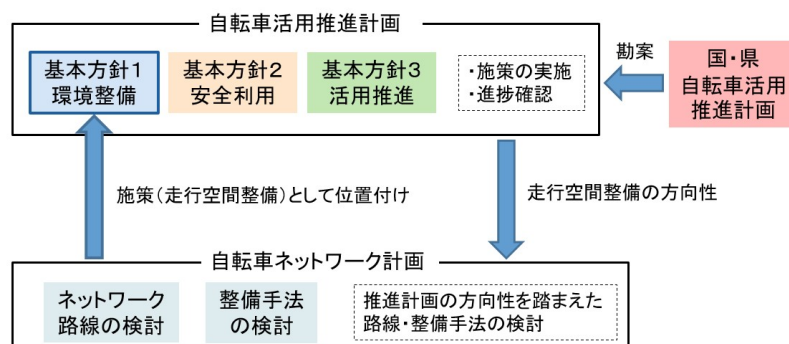 自転車活用推進計画
基本方針1
環境整備
基本方針2
安全利用
基本方針3
活用推進
・施策の実施
・進捗確認
勘案
国・県
自転車活用
推進計画
施策(走行空間整備)として位置付け
走行空間整備の方向性
自転車ネットワーク計画
ネットワーク
路線の検討
整備手法
の検討
推進計画の方向性を踏まえた
路線・整備手法の検討